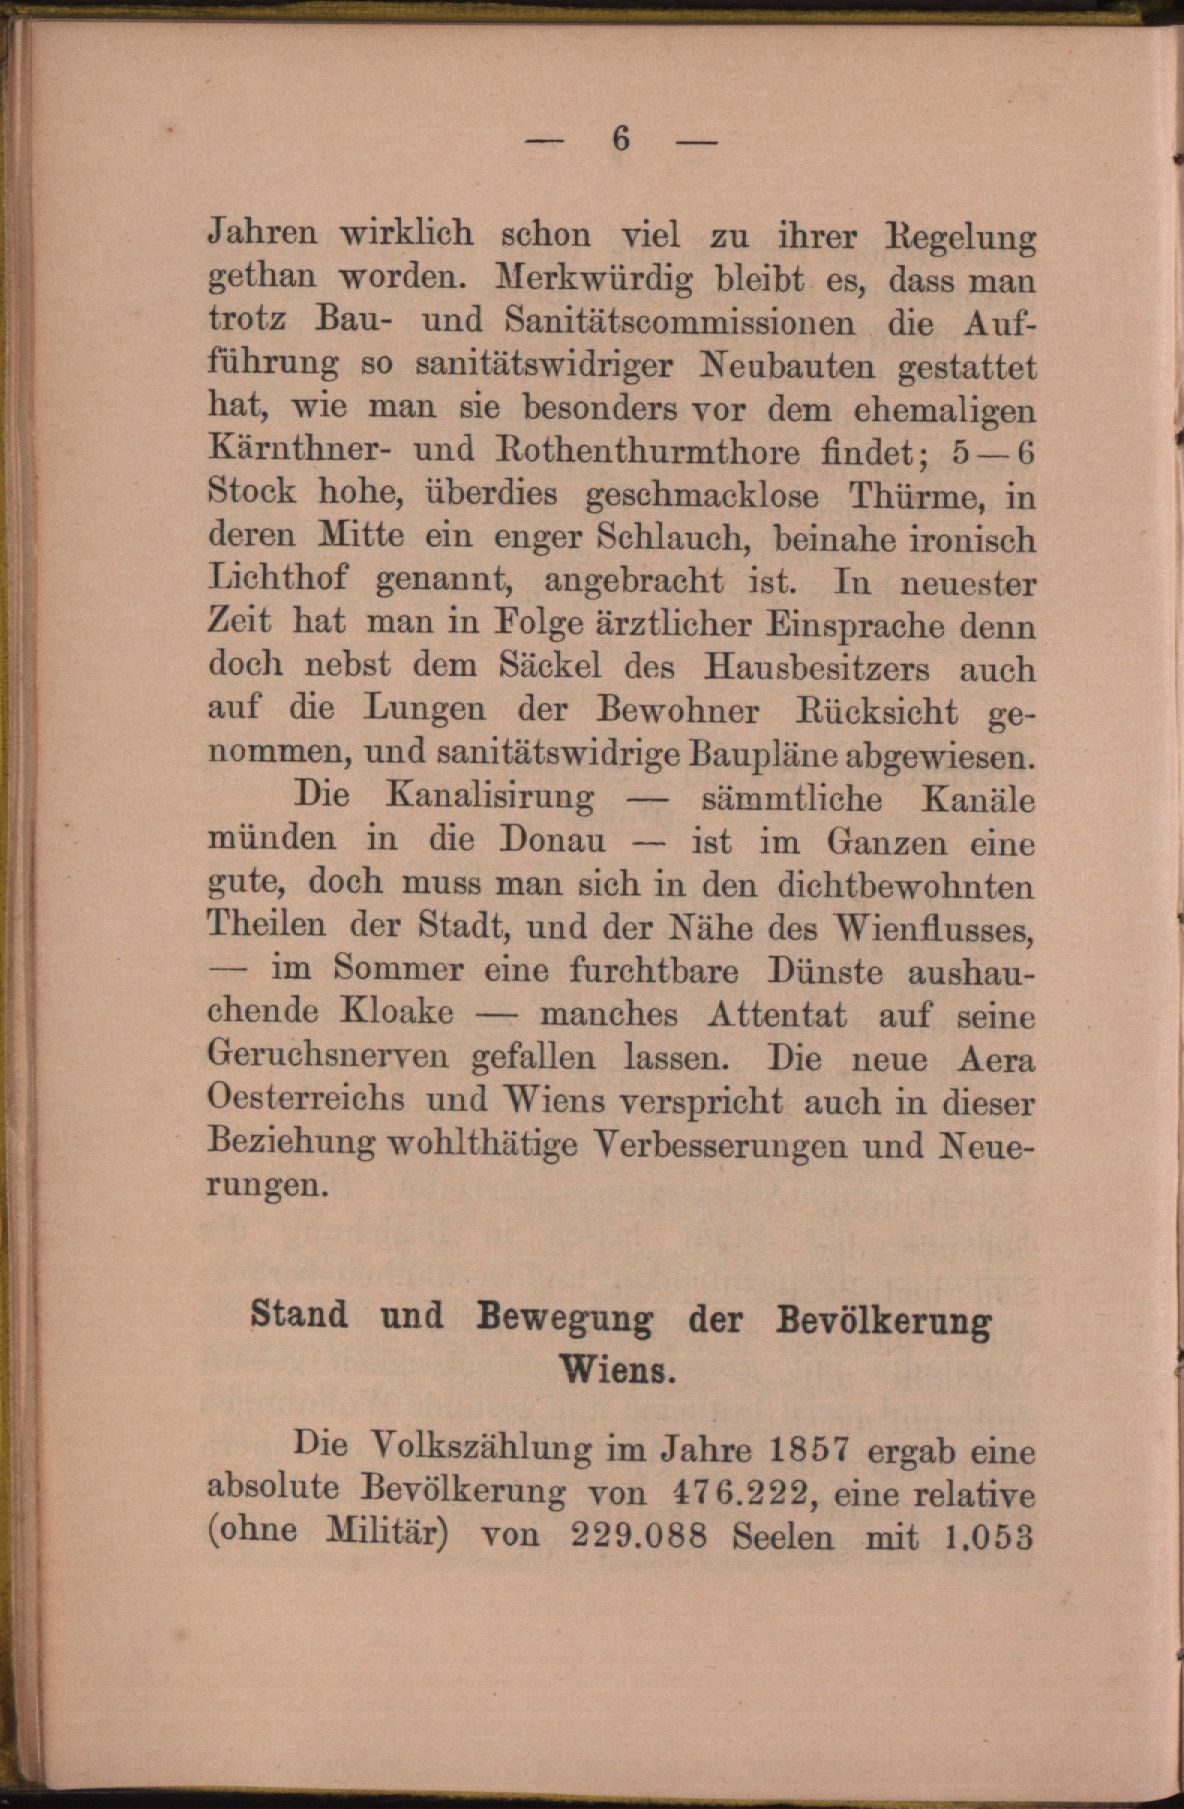 — 6 —
Jahren wirklich schon viel zu ihrer Regelung
gethan worden. Merkwürdig bleibt es, dass man
trotz Bau- und Sanitätscommissionen die Auf-
führung so sanitätswidriger Neubauten gestattet
hat, wie man sie besonders vor dem ehemaligen
Kärnthner- und Rothenthurmthore findet; 5—6
Stock hohe, überdies geschmacklose Thürme, in
deren Mitte ein enger Schlauch, beinahe ironisch
Lichthof genannt, angebracht ist. In neuester
Zeit hat man in Folge ärztlicher Einsprache denn
doch nebst dem Säckel des Hausbesitzers auch
auf die Lungen der Bewohner Rücksicht ge-
nommen, und sanitätswidrige Baupläne abgewiesen.
Die Kanalisirung — sämmtliche Kanäle
münden in die Donau — ist im Ganzen eine
gute, doch muss man sich in den dichtbewohnten
Theilen der Stadt, und der Nähe des Wienflusses,
— im Sommer eine furchtbare Dünste aushau-
chende Kloake — manches Attentat auf seine
Geruchsnerven gefallen lassen. Die neue Aera
Oesterreichs und Wiens verspricht auch in dieser
Beziehung wohlthätige Verbesserungen und Neue-
rungen.
Stand und Bewegung der Bevölkerung
Wiens.
Die Volkszählung im Jahre 1857 ergab eine
absolute Bevölkerung von 476.222, eine relative
(ohne Militär) von 229.088 Seelen mit 1.053